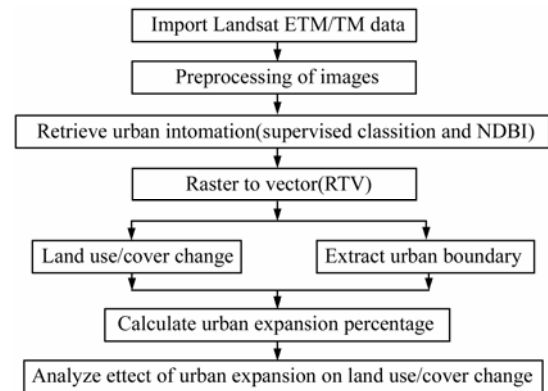 Import Landsat ETM/TM data
Preprocessing of images
Retrieve urban intomation(supervised classition and NDBI)
Raster to vector(RTV)
Land use/cover change
Extract urban boundary
Calculate urban expansion percentage
Analyze ettect of urban expansion on land use/cover change